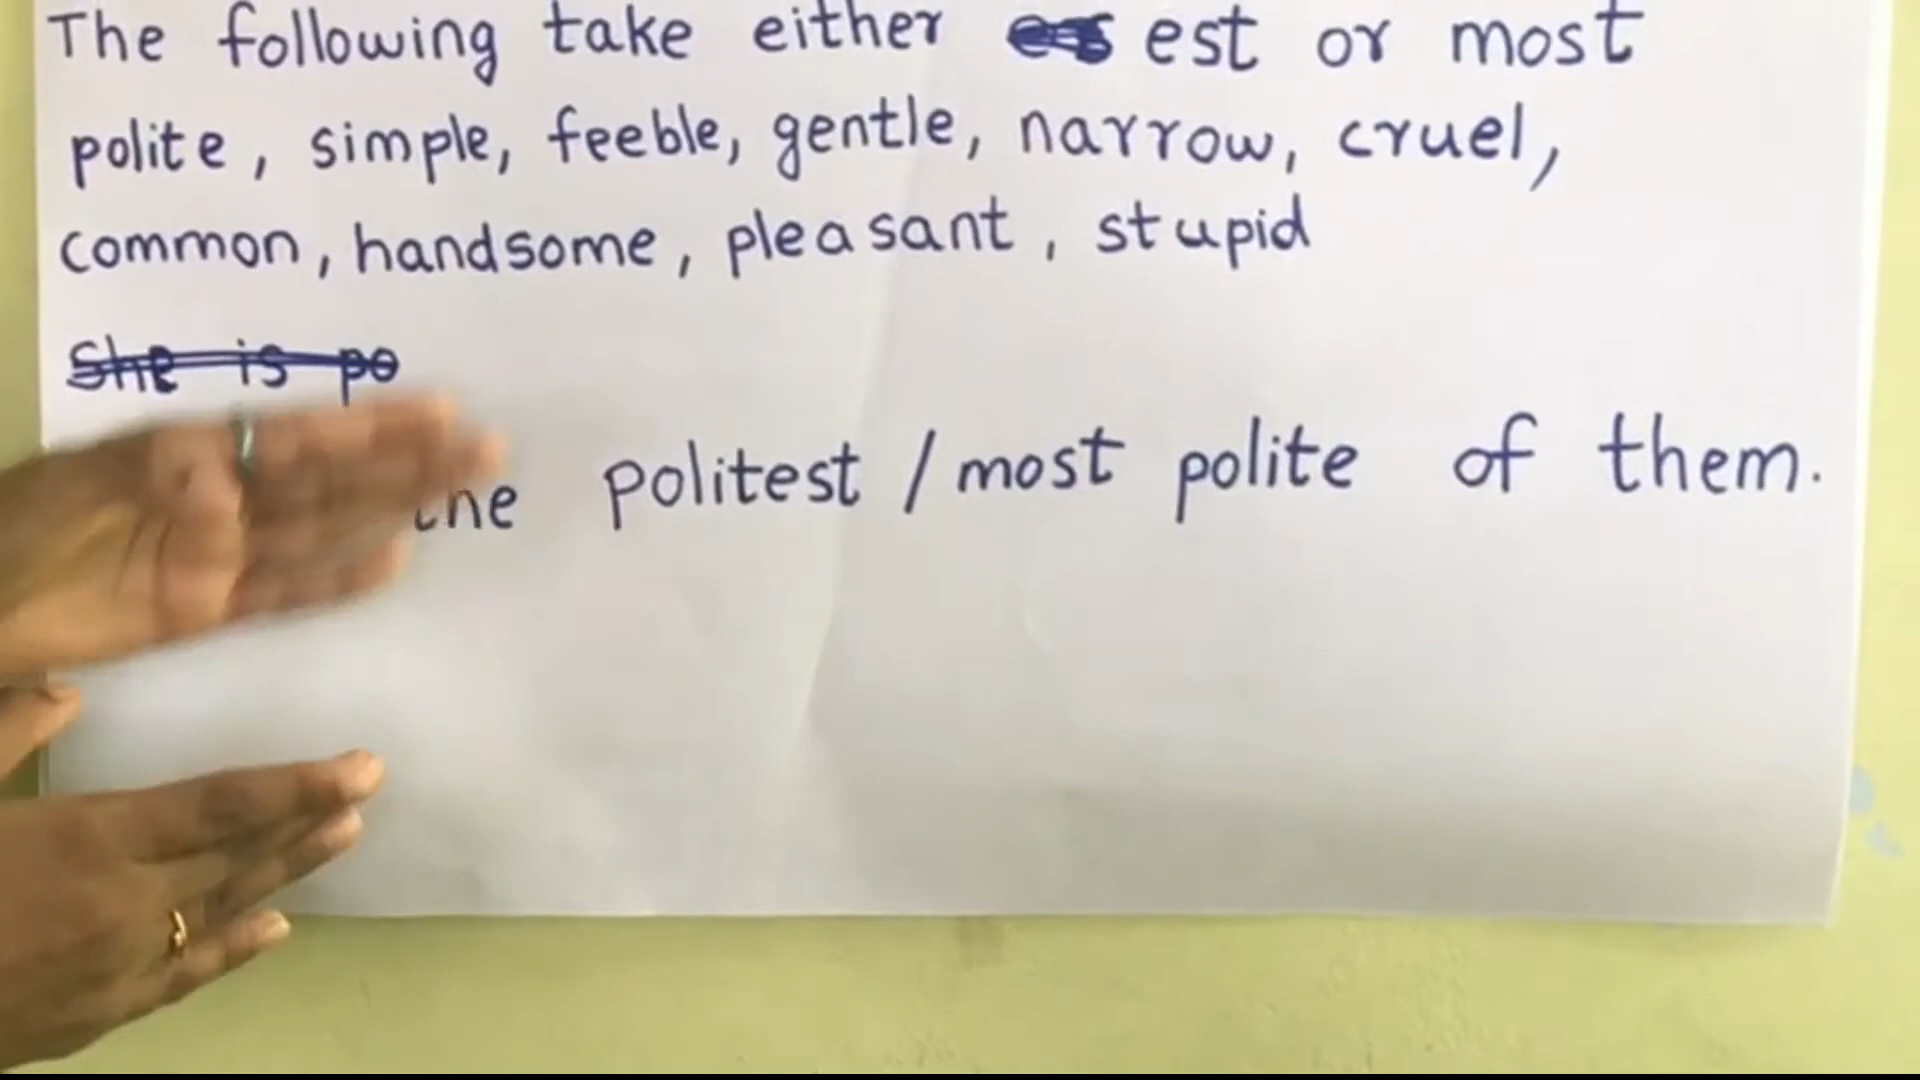 The following take either est or most
polite, simple, feeble, gentle, narrow, cruel,
common, handsome, pleasant, stupid
She is po
the politest / most polite of them.